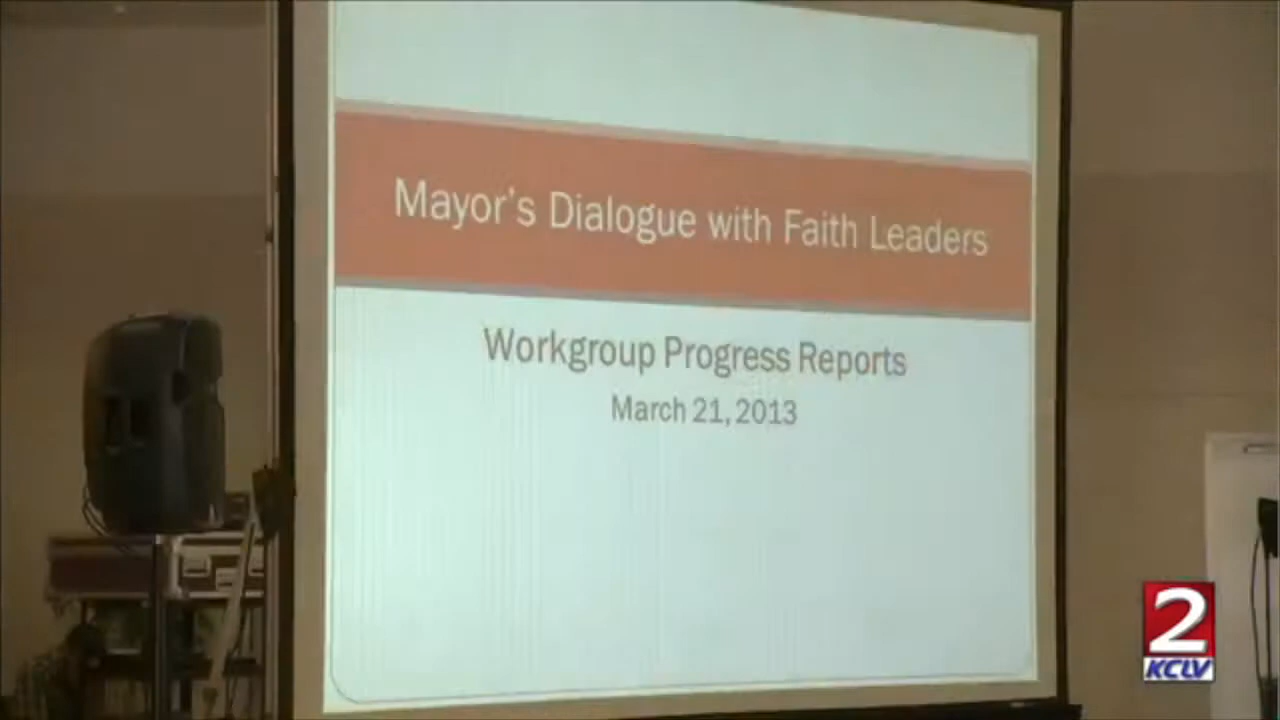 Mayor's Dialogue with Faith Leaders
Workgroup Progress Reports
March 21, 2013
2
KCLV